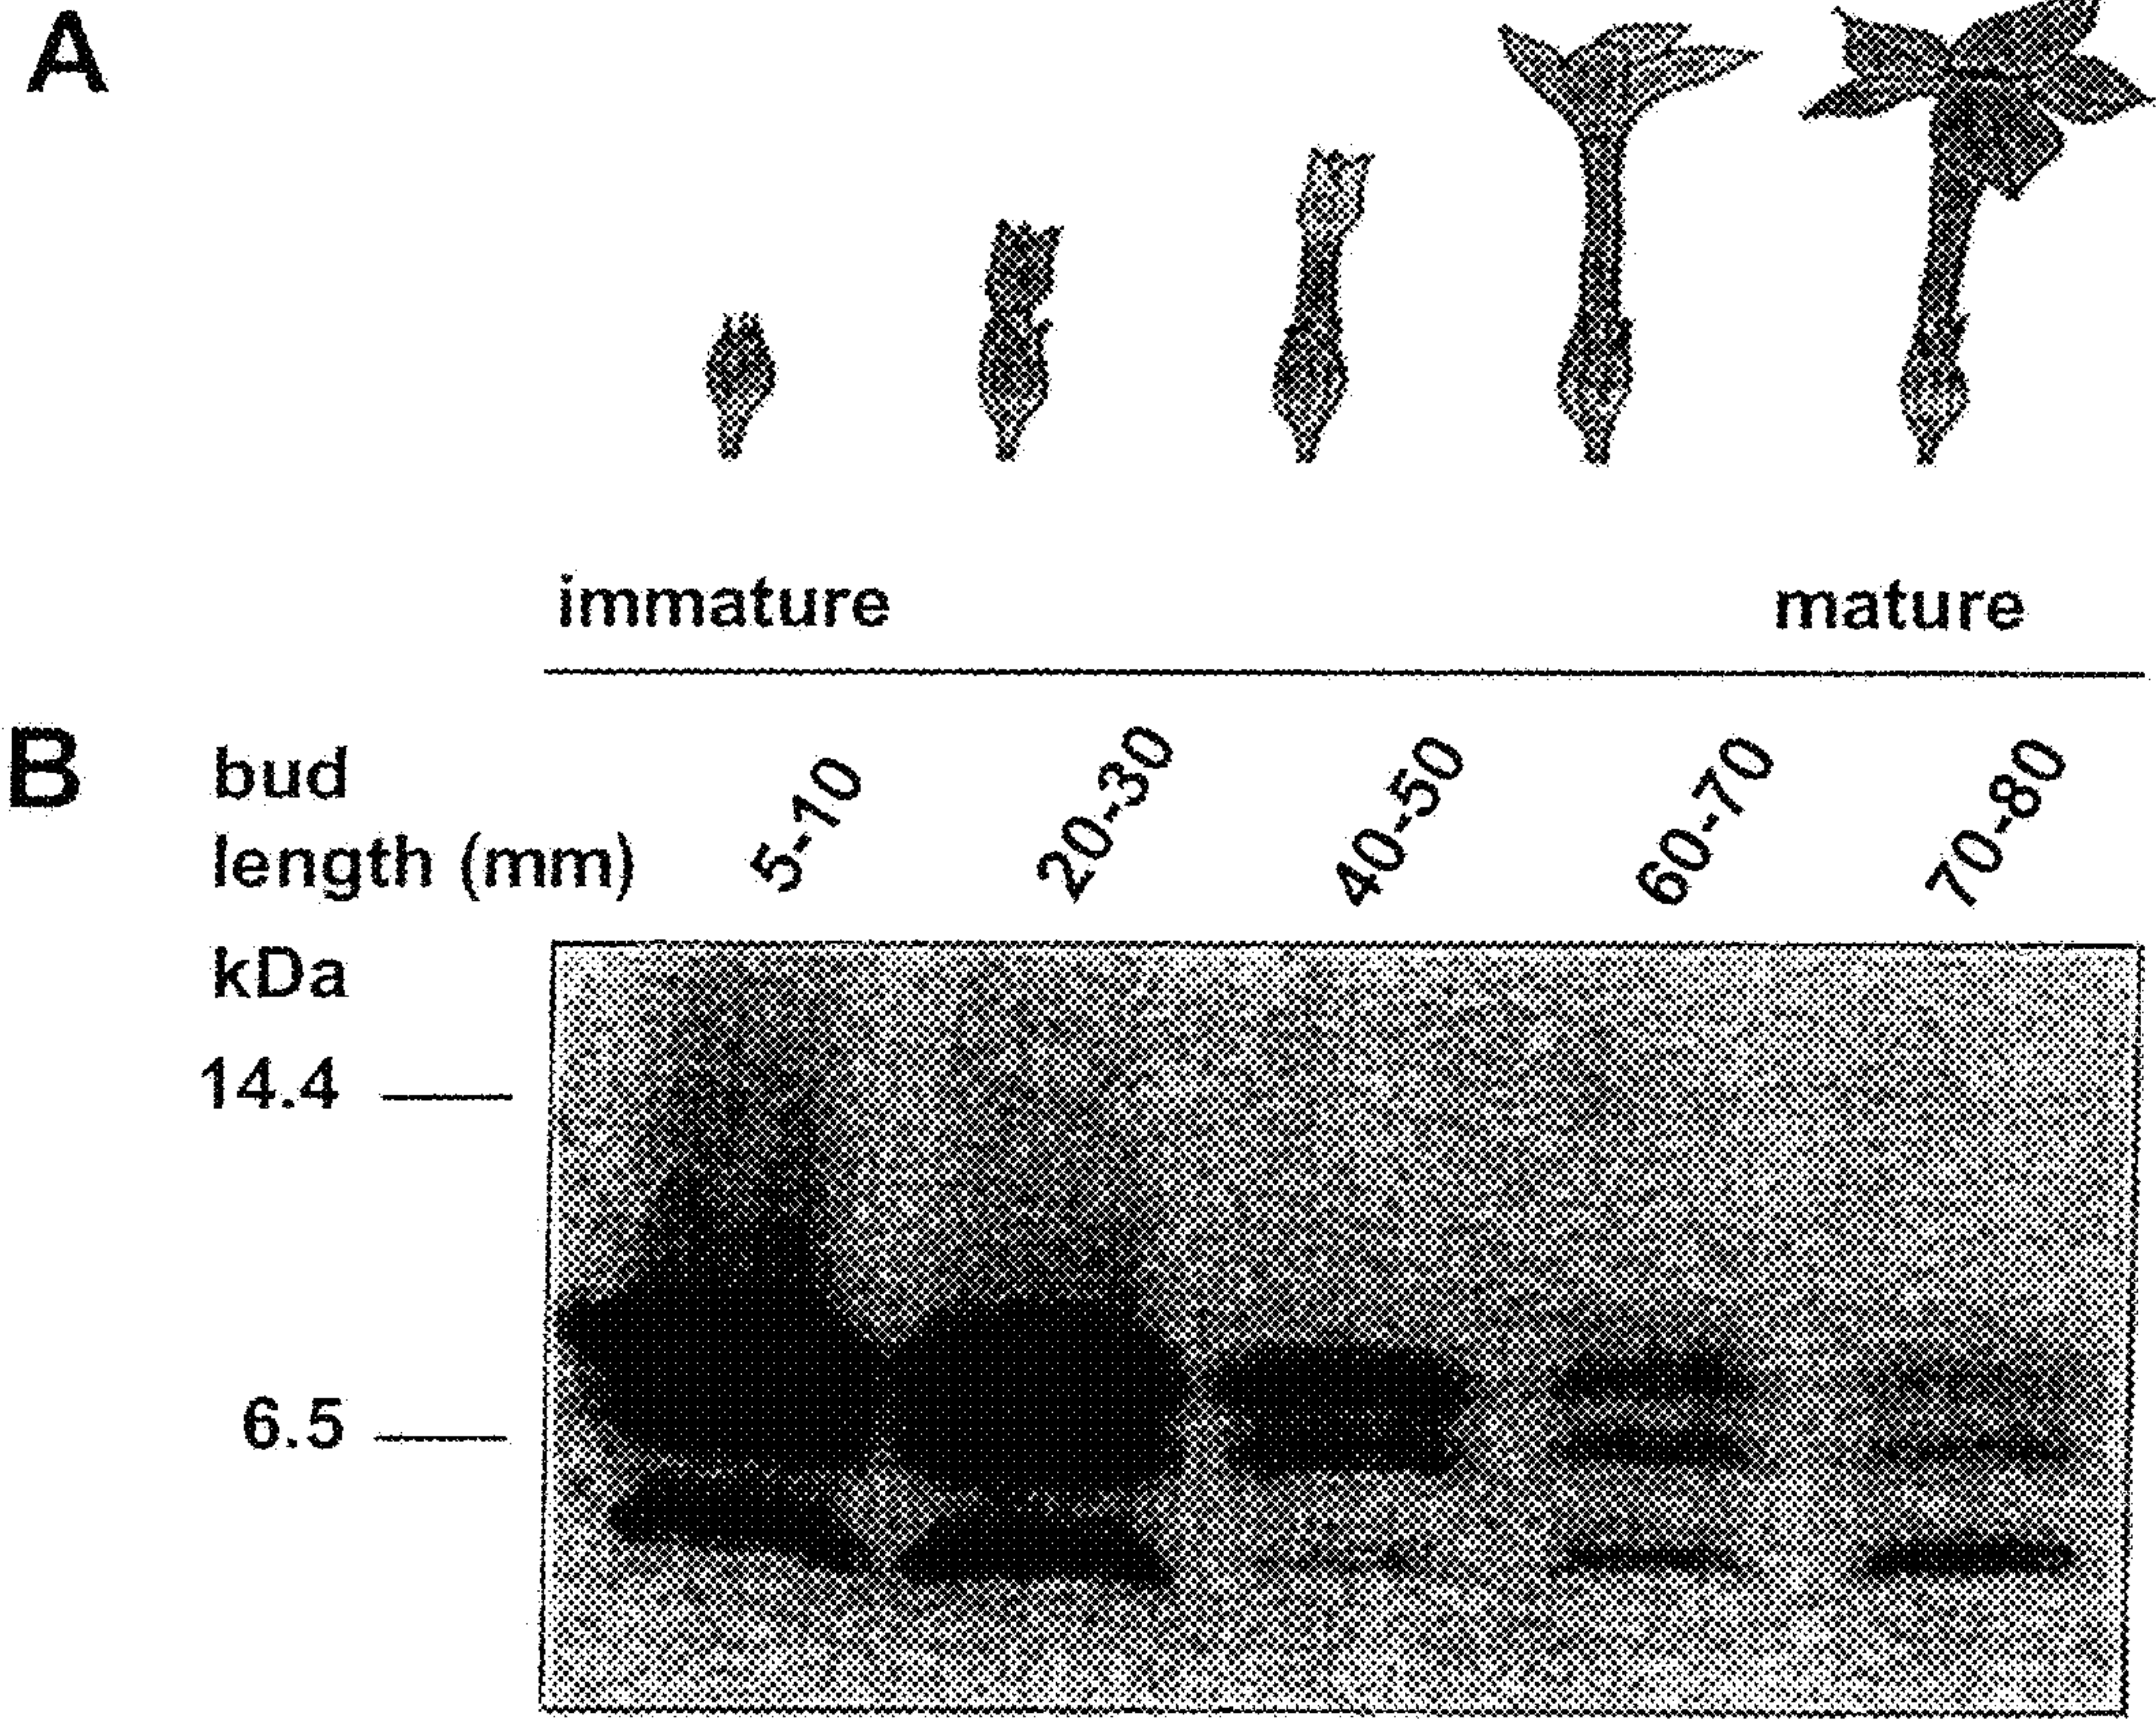 A
immature mature
B bud
length (mm) 5-10 20-30 40-50 60-70 70-80
kDa
14.4
6.5